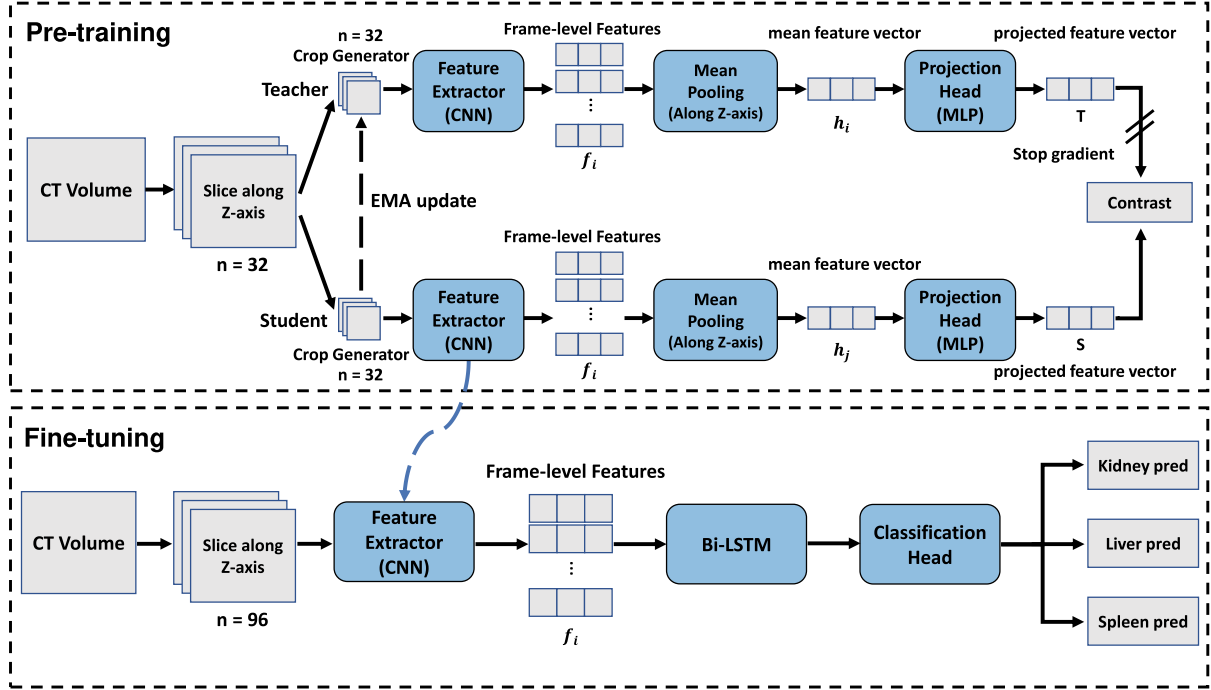 Pre-training
n = 32
Crop Generator
Teacher
Feature
Extractor
(CNN)
Frame-level Features
⋮
f_i
Mean
Pooling
(Along Z-axis)
mean feature vector
h_i
Projection
Head
(MLP)
projected feature vector
T
Stop gradient
Contrast
CT Volume
Slice along
Z-axis
n = 32
EMA update
Student
Crop Generator
n = 32
Feature
Extractor
(CNN)
Frame-level Features
⋮
f_i
Mean
Pooling
(Along Z-axis)
mean feature vector
h_j
Projection
Head
(MLP)
S
projected feature vector
Fine-tuning
CT Volume
Slice along
Z-axis
n = 96
Feature
Extractor
(CNN)
Frame-level Features
⋮
f_i
Bi-LSTM
Classification
Head
Kidney pred
Liver pred
Spleen pred